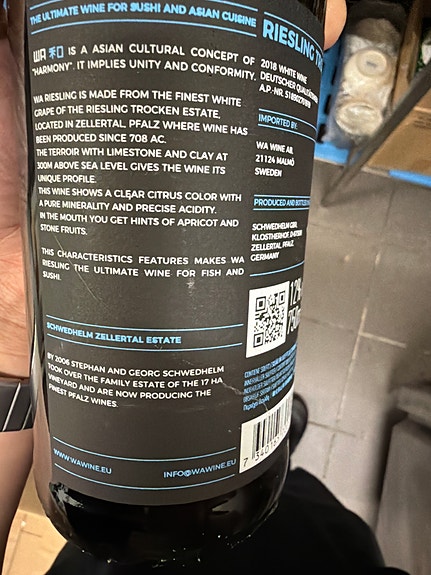 THE ULTIMATE WINE FOR SUSHI AND ASIAN CUISINE
WA 和 IS A ASIAN CULTURAL CONCEPT OF
"HARMONY". IT IMPLIES UNITY AND CONFORMITY.
WA RIESLING IS MADE FROM THE FINEST WHITE
GRAPE OF THE RIESLING TROCKEN ESTATE,
LOCATED IN ZELLERTAL, PFALZ WHERE WINE HAS
BEEN PRODUCED SINCE 708 AC.
THE TERROIR WITH LIMESTONE AND CLAY AT
300M ABOVE SEA LEVEL GIVES THE WINE ITS
UNIQUE PROFILE.
THIS WINE SHOWS A CLEAR CITRUS COLOR WITH
A PURE MINERALITY AND PRECISE ACIDITY.
IN THE MOUTH YOU GET HINTS OF APRICOT AND
STONE FRUITS.
THIS CHARACTERISTICS FEATURES MAKES WA
RIESLING THE ULTIMATE WINE FOR FISH AND
SUSHI.
SCHWEDHELM ZELLERTAL ESTATE
BY 2006 STEPHAN AND GEORG SCHWEDHELM
TOOK OVER THE FAMILY ESTATE OF THE 17 HA
VINEYARD AND ARE NOW PRODUCING THE
FINEST PFALZ WINES.
WWW.WAWINE.EU
INFO@WAWINE.EU
RIESLING
2018 WHITE WINE
DEUTSCHER
A.P.-NR.
IMPORTED BY:
WA WINE AB,
21124 MALMÖ
SWEDEN
PRODUCED AND BOTTLED
SCHWEDHELM GBR
KLOSTERHOF,
ZELLERTAL, PFALZ
GERMANY
12%
750m